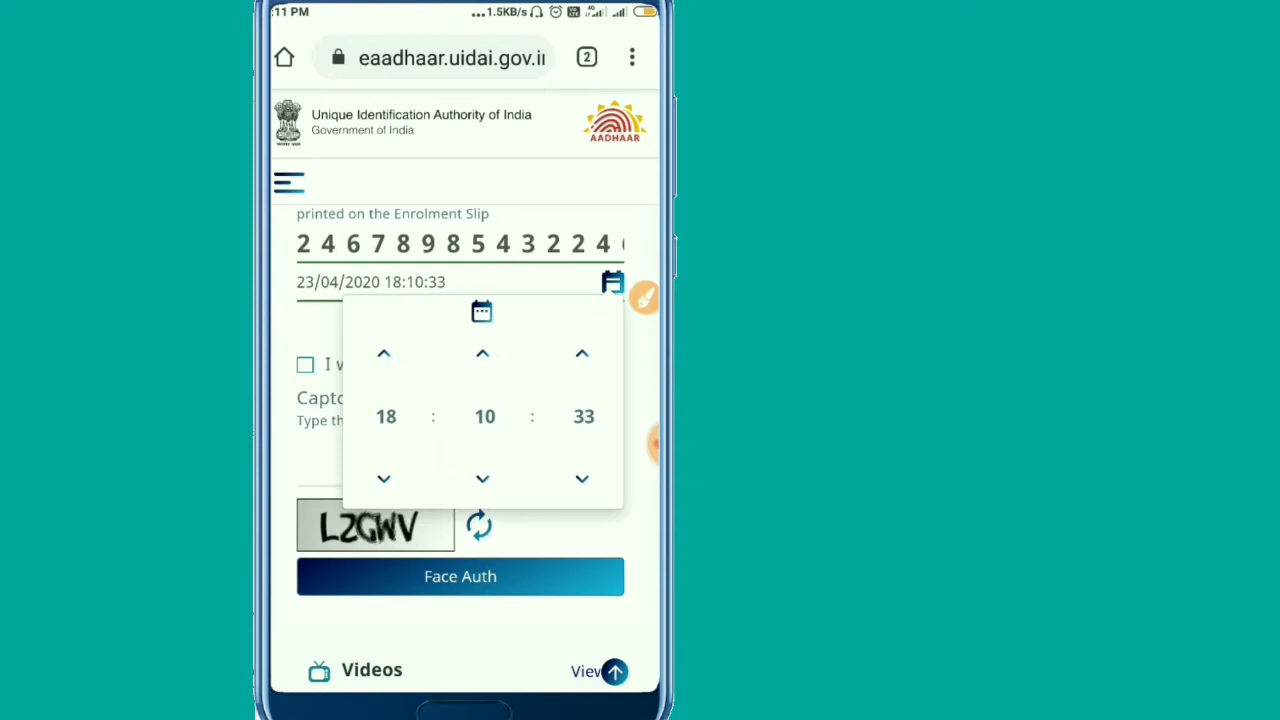 :11 PM
...1.5KB/s
4G
eaadhaar.uidai.gov.i
2
Unique Identification Authority of India
Government of India
AADHAAR
printed on the Enrolment Slip
2 4 6 7 8 9 8 5 4 3 2 2 4
23/04/2020 18:10:33
I
18 : 10 : 33
Type th
L2GWV
Face Auth
Videos
View